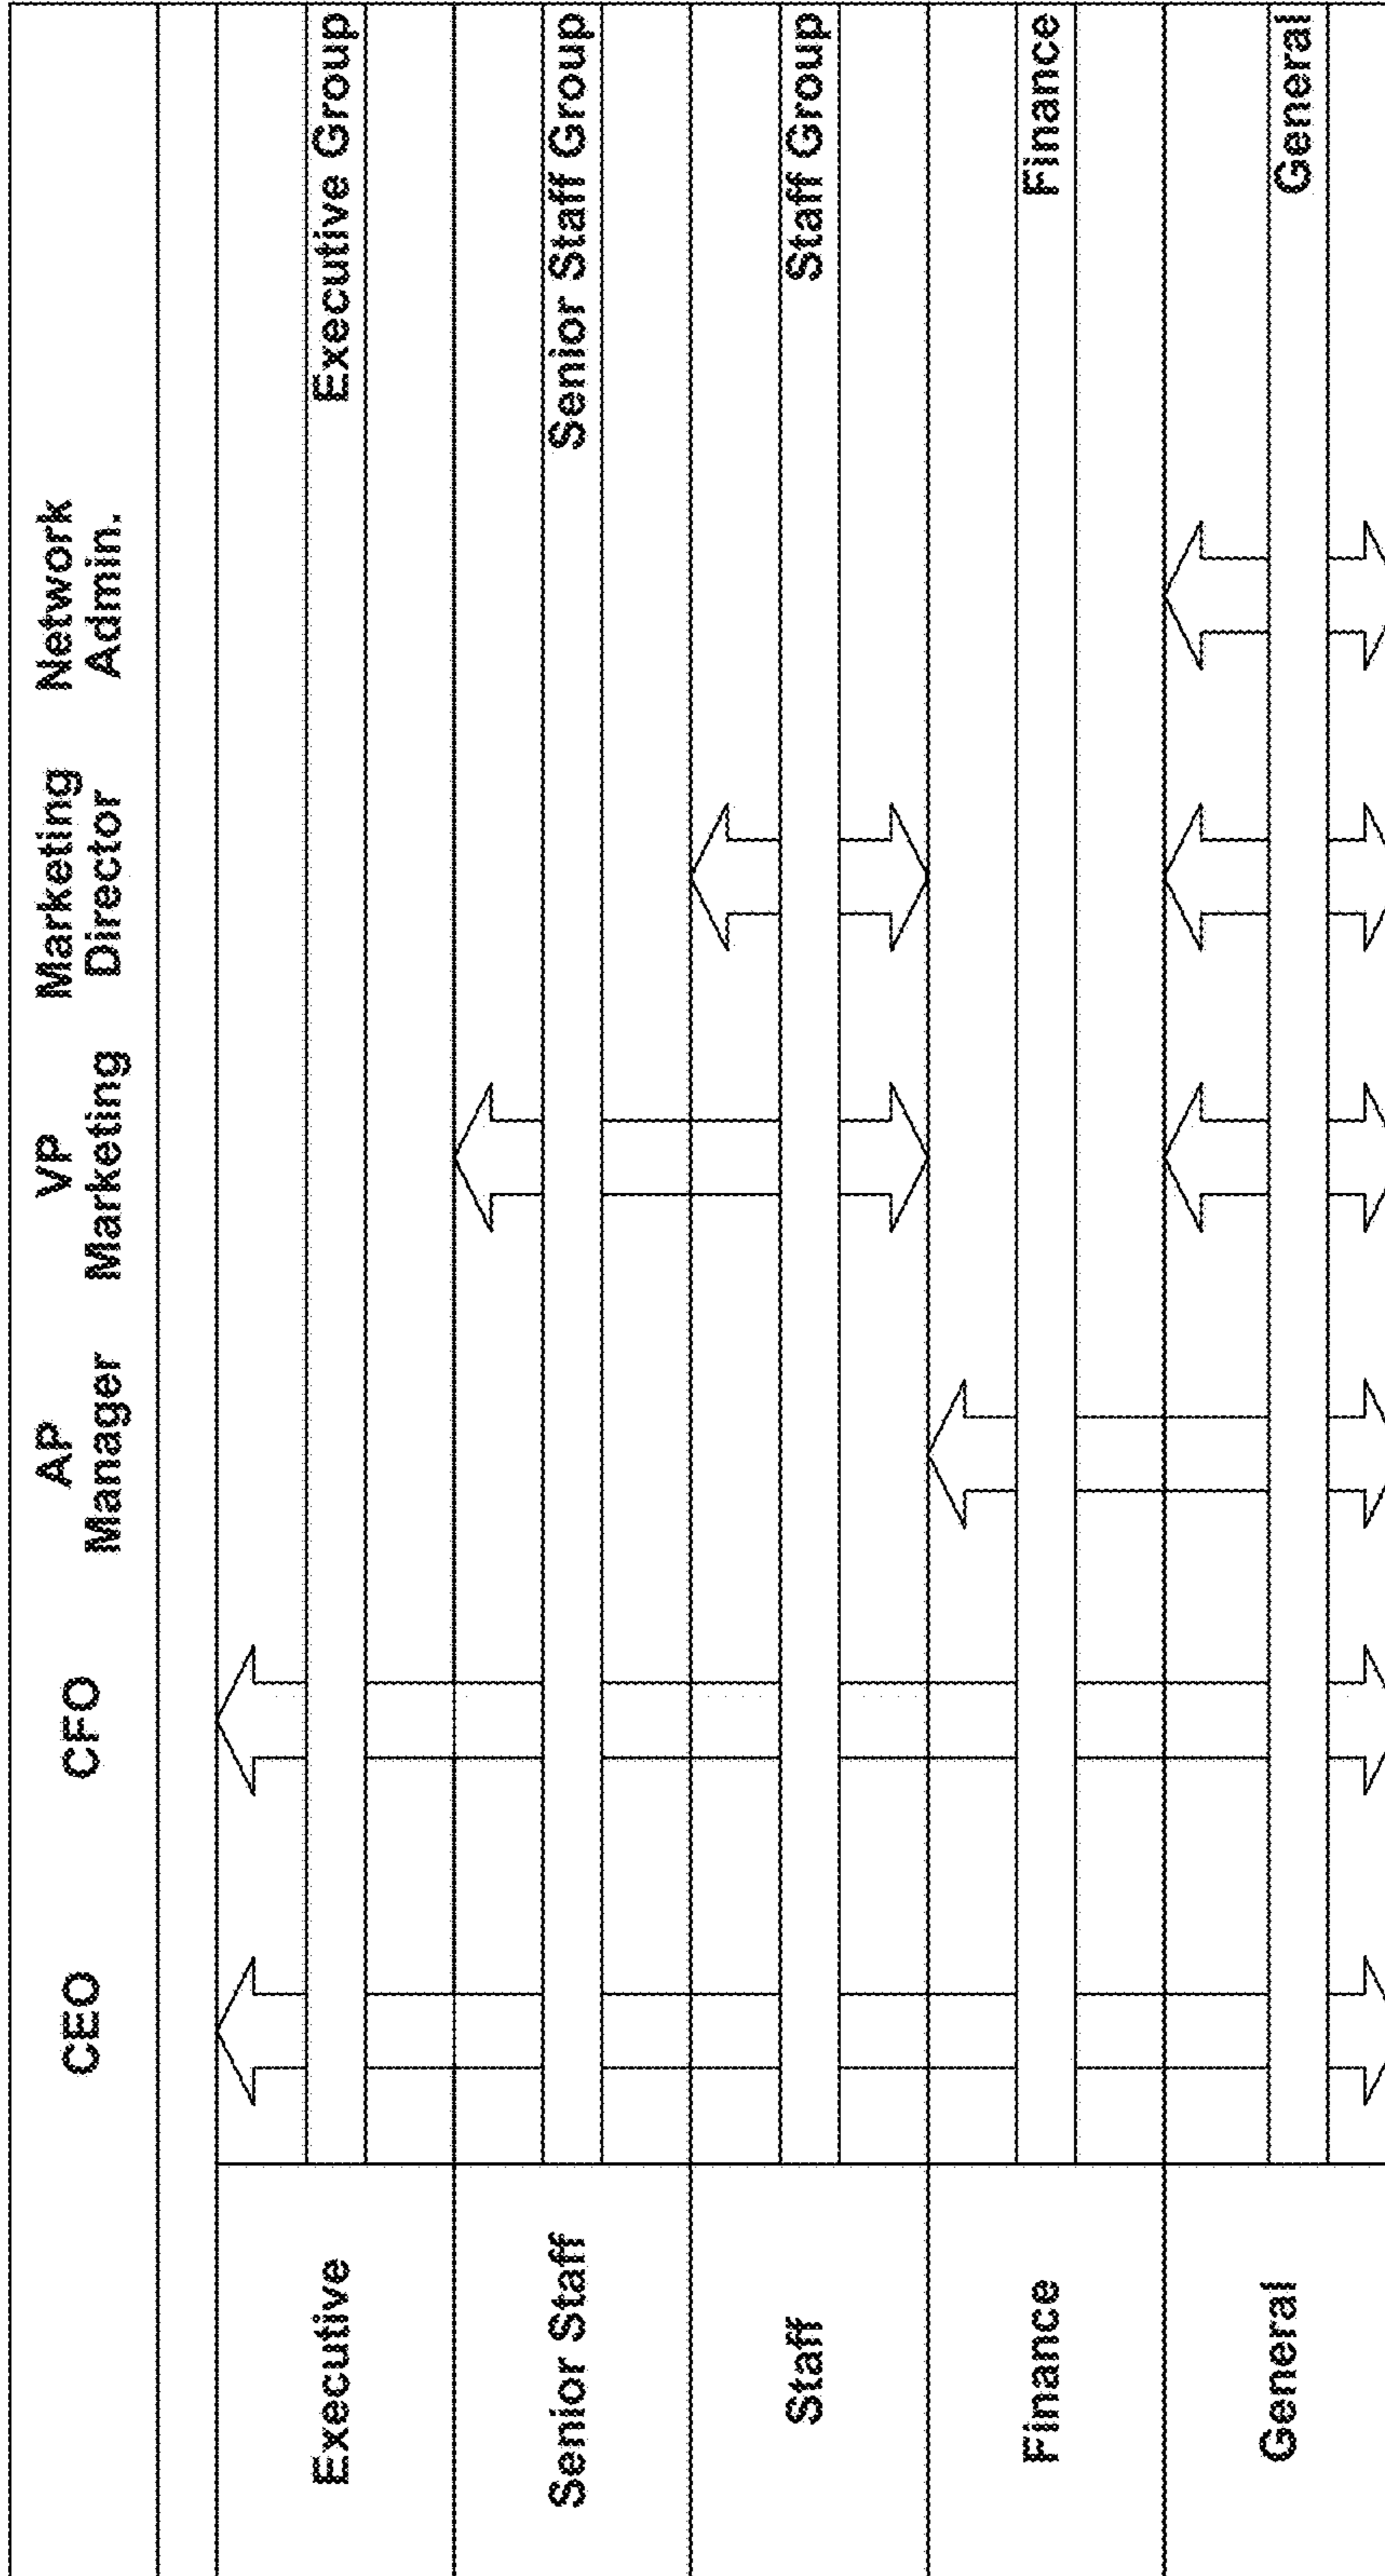 CEO
CFO
AP
Manager
VP
Marketing
Marketing
Director
Network
Admin.
Executive
Executive Group
Senior Staff
Senior Staff Group
Staff
Staff Group
Finance
Finance
General
General